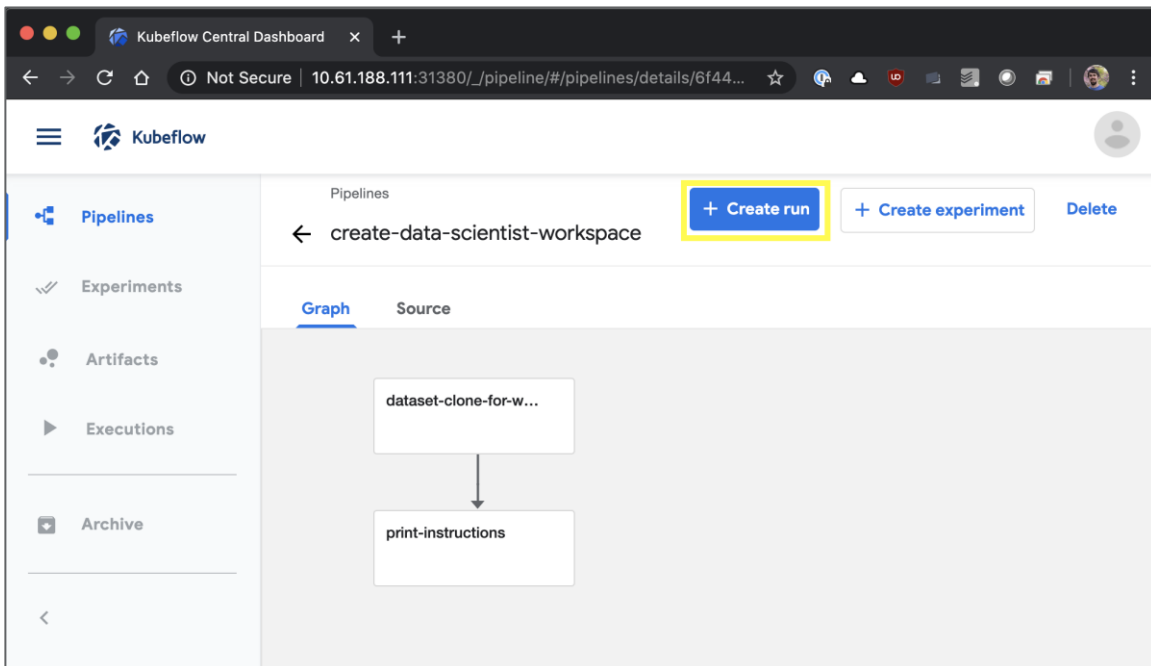 Kubeflow Central Dashboard
Not Secure 10.61.188.111:31380/_/pipeline/#/pipelines/details/6f44...
Kubeflow
Pipelines
Experiments
Artifacts
Executions
Archive
Pipelines
create-data-scientist-workspace
+ Create run
+ Create experiment
Delete
Graph
Source
dataset-clone-for-w...
print-instructions